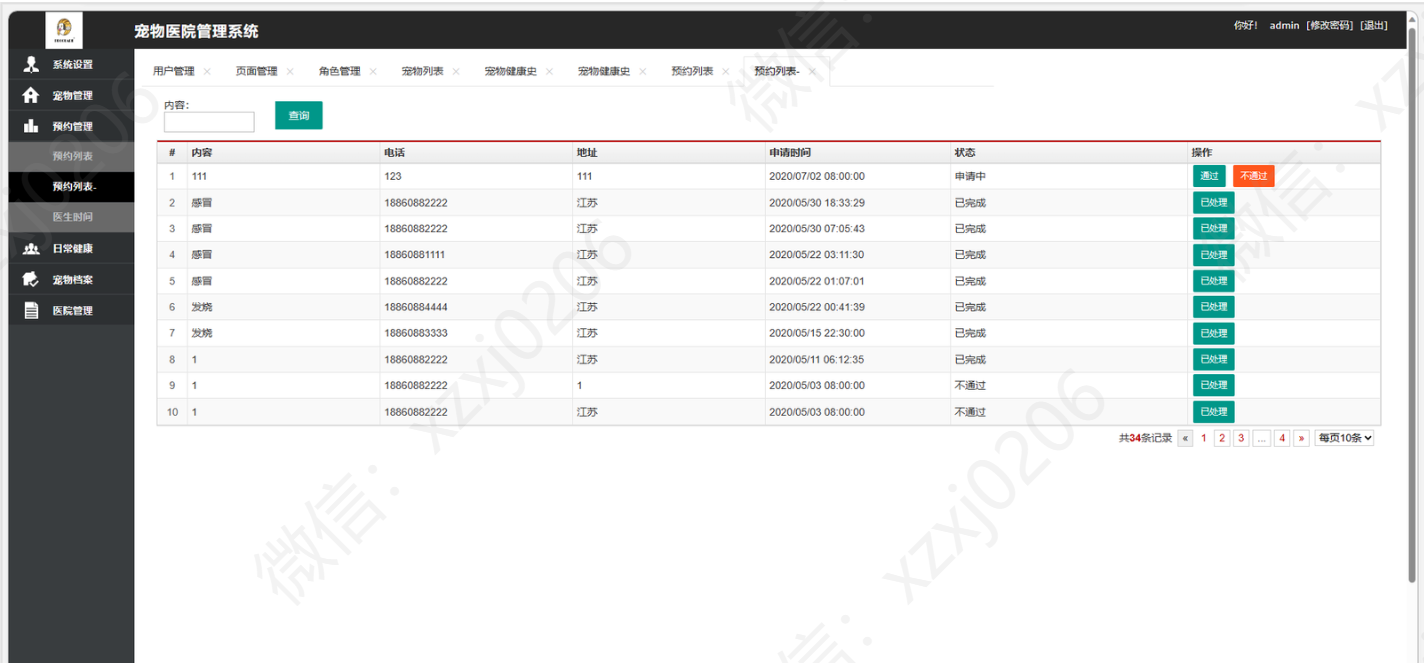 宠物医院管理系统
你好! admin [修改密码] [退出]
系统设置
宠物管理
预约管理
预约列表
预约列表-
医生时间
日常健康
宠物档案
医院管理
用户管理 × 页面管理 × 角色管理 × 宠物列表 × 宠物健康史 × 宠物健康史 × 预约列表 × 预约列表- ×
内容:
查询
# 内容 电话 地址 申请时间 状态 操作
1 111 123 111 2020/07/02 08:00:00 申请中 通过 不通过
2 感冒 18860882222 江苏 2020/05/30 18:33:29 已完成 已处理
3 感冒 18860882222 江苏 2020/05/30 07:05:43 已完成 已处理
4 感冒 18860881111 江苏 2020/05/22 03:11:30 已完成 已处理
5 感冒 18860882222 江苏 2020/05/22 01:07:01 已完成 已处理
6 发烧 18860884444 江苏 2020/05/22 00:41:39 已完成 已处理
7 发烧 18860883333 江苏 2020/05/15 22:30:00 已完成 已处理
8 1 18860882222 江苏 2020/05/11 06:12:35 已完成 已处理
9 1 18860882222 1 2020/05/03 08:00:00 不通过 已处理
10 1 18860882222 江苏 2020/05/03 08:00:00 不通过 已处理
共34条记录 « 1 2 3 ... 4 » 每页10条
微信：xzxj0206